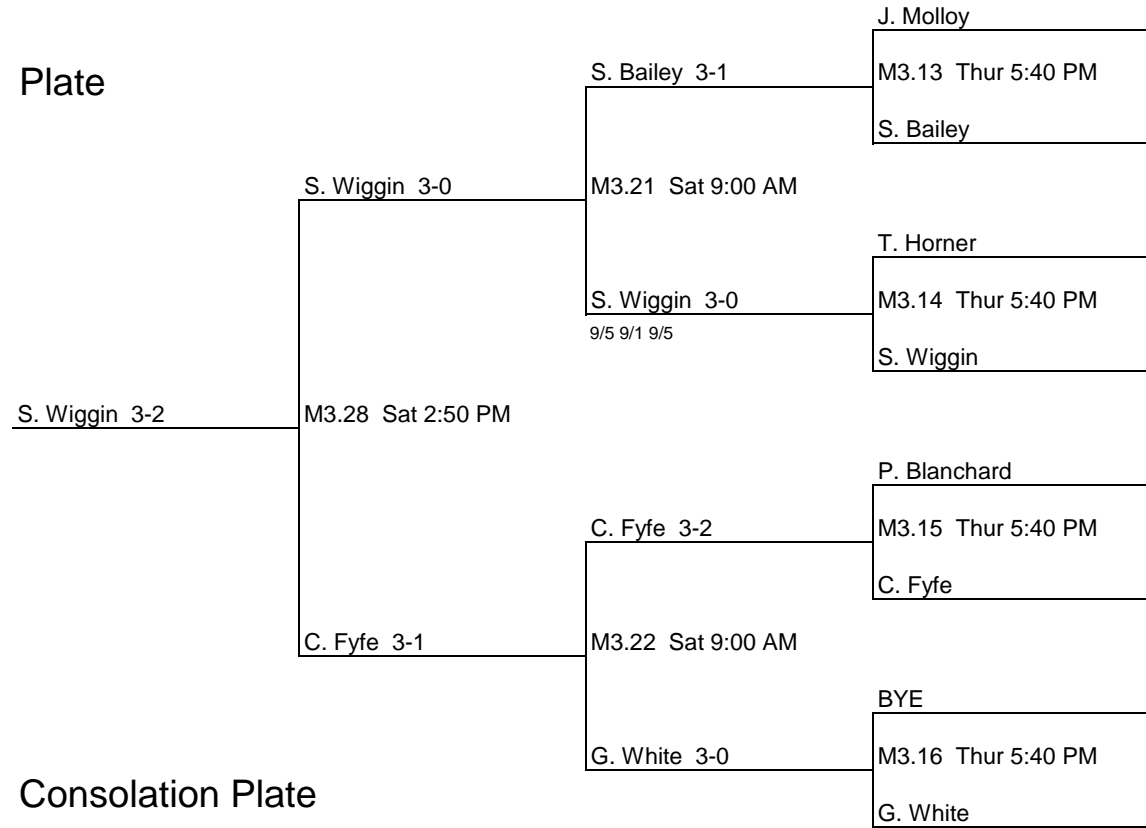 J. Molloy
Plate
S. Bailey 3-1
M3.13 Thur 5:40 PM
S. Bailey
S. Wiggin 3-0
M3.21 Sat 9:00 AM
T. Horner
S. Wiggin 3-0
M3.14 Thur 5:40 PM
9/5 9/1 9/5
S. Wiggin
S. Wiggin 3-2
M3.28 Sat 2:50 PM
P. Blanchard
C. Fyfe 3-2
M3.15 Thur 5:40 PM
C. Fyfe
C. Fyfe 3-1
M3.22 Sat 9:00 AM
BYE
G. White 3-0
M3.16 Thur 5:40 PM
Consolation Plate
G. White